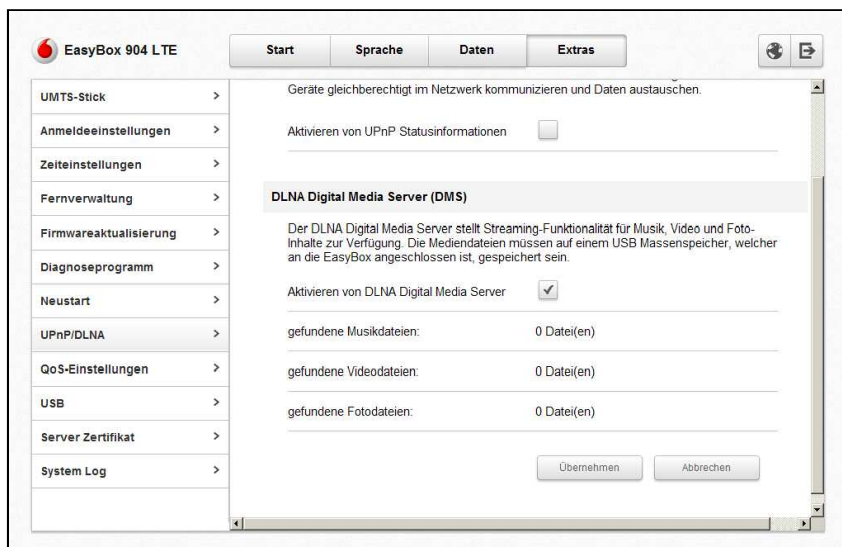 EasyBox 904 LTE
Start
Sprache
Daten
Extras
UMTS-Stick
Anmeldeeinstellungen
Zeiteinstellungen
Fernverwaltung
Firmwareaktualisierung
Diagnoseprogramm
Neustart
UPnP/DLNA
QoS-Einstellungen
USB
Server Zertifikat
System Log
Geräte gleichberechtigt im Netzwerk kommunizieren und Daten austauschen.
Aktivieren von UPnP Statusinformationen
DLNA Digital Media Server (DMS)
Der DLNA Digital Media Server stellt Streaming-Funktionalität für Musik, Video und Foto-
Inhalte zur Verfügung. Die Mediendateien müssen auf einem USB Massenspeicher, welcher
an die EasyBox angeschlossen ist, gespeichert sein.
Aktivieren von DLNA Digital Media Server
gefundene Musikdateien: 0 Datei(en)
gefundene Videodateien: 0 Datei(en)
gefundene Fotodateien: 0 Datei(en)
Übernehmen
Abbrechen